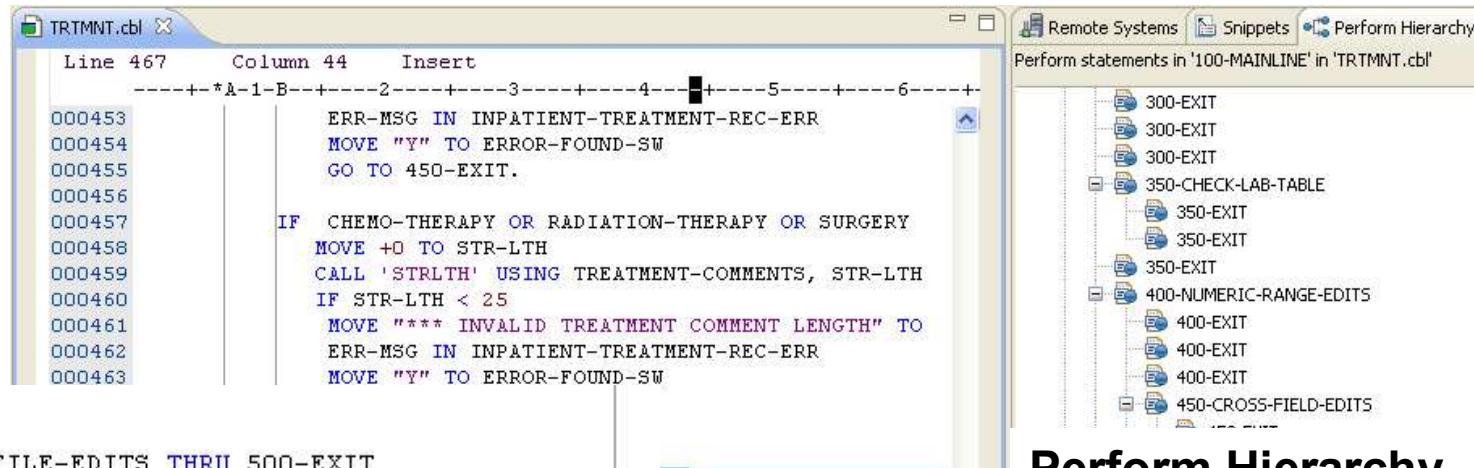 TRTMNT.cbl
Line 467 Column 44 Insert
----+-*A-1-B--+----2----+----3----+----4----+----5----+----6----+-
000453 ERR-MSG IN INPATIENT-TREATMENT-REC-ERR
000454 MOVE "Y" TO ERROR-FOUND-SW
000455 GO TO 450-EXIT.
000456
000457 IF CHEMO-THERAPY OR RADIATION-THERAPY OR SURGERY
000458 MOVE +0 TO STR-LTH
000459 CALL 'STRLTH' USING TREATMENT-COMMENTS, STR-LTH
000460 IF STR-LTH < 25
000461 MOVE "*** INVALID TREATMENT COMMENT LENGTH" TO
000462 ERR-MSG IN INPATIENT-TREATMENT-REC-ERR
000463 MOVE "Y" TO ERROR-FOUND-SW
Remote Systems Snippets Perform Hierarchy
Perform statements in '100-MAINLINE' in 'TRTMNT.cbl'
300-EXIT
300-EXIT
300-EXIT
350-CHECK-LAB-TABLE
350-EXIT
350-EXIT
350-EXIT
400-NUMERIC-RANGE-EDITS
400-EXIT
400-EXIT
400-EXIT
450-CROSS-FIELD-EDITS
THRU 500-EXIT
Perform Hierarchy